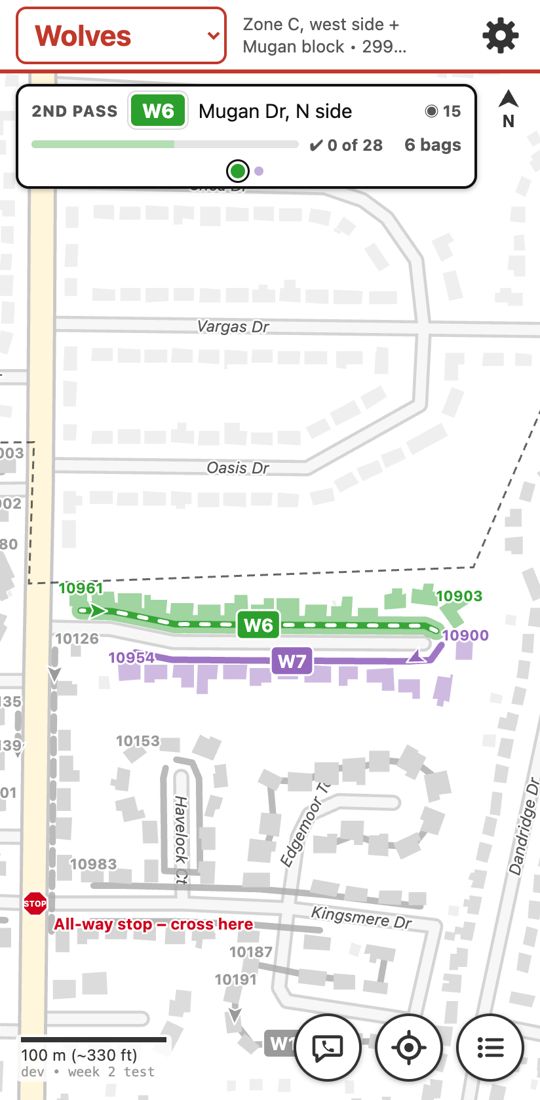 Wolves
Zone C, west side +
Mugan block • 299...
2ND PASS W6 Mugan Dr, N side 15
✔ 0 of 28 6 bags
N
Vargas Dr
003
Oasis Dr
002
80
10961
10903
W6
10126
10900
10954
W7
135
10153
139
01
Havelock Ct
Edgemoor
Dandridge Dr
10983
STOP
Kingsmere Dr
All-way stop – cross here
10187
10191
W1
100 m (~330 ft)
dev • week 2 test